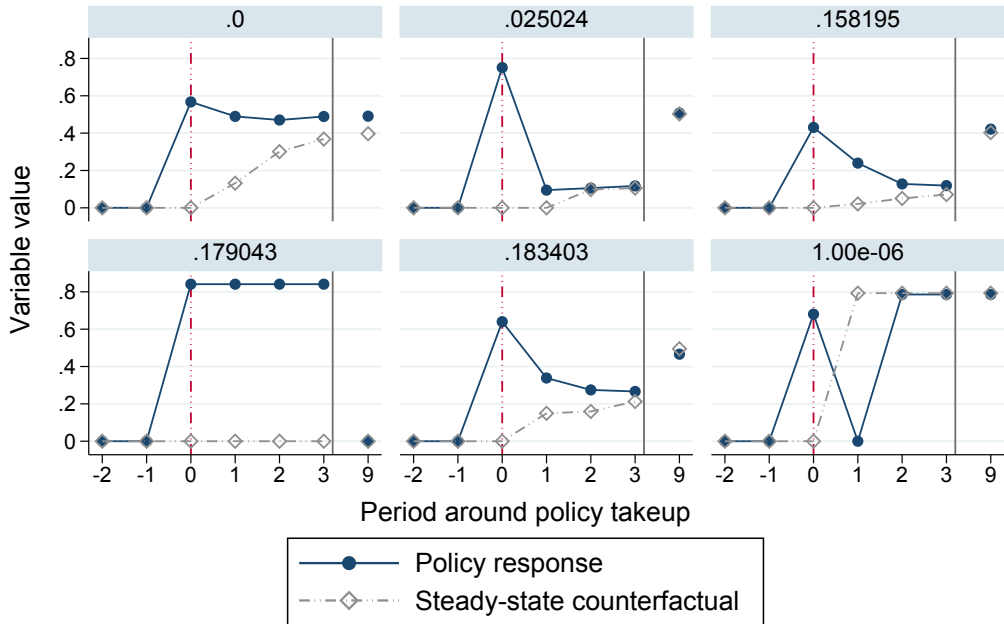 .0
.025024
.158195
.8
.6
.4
.2
0
.179043
.183403
1.00e-06
.8
.6
.4
.2
0
-2 -1 0 1 2 3 9
-2 -1 0 1 2 3 9
-2 -1 0 1 2 3 9
Variable value
Period around policy takeup
Policy response
Steady-state counterfactual